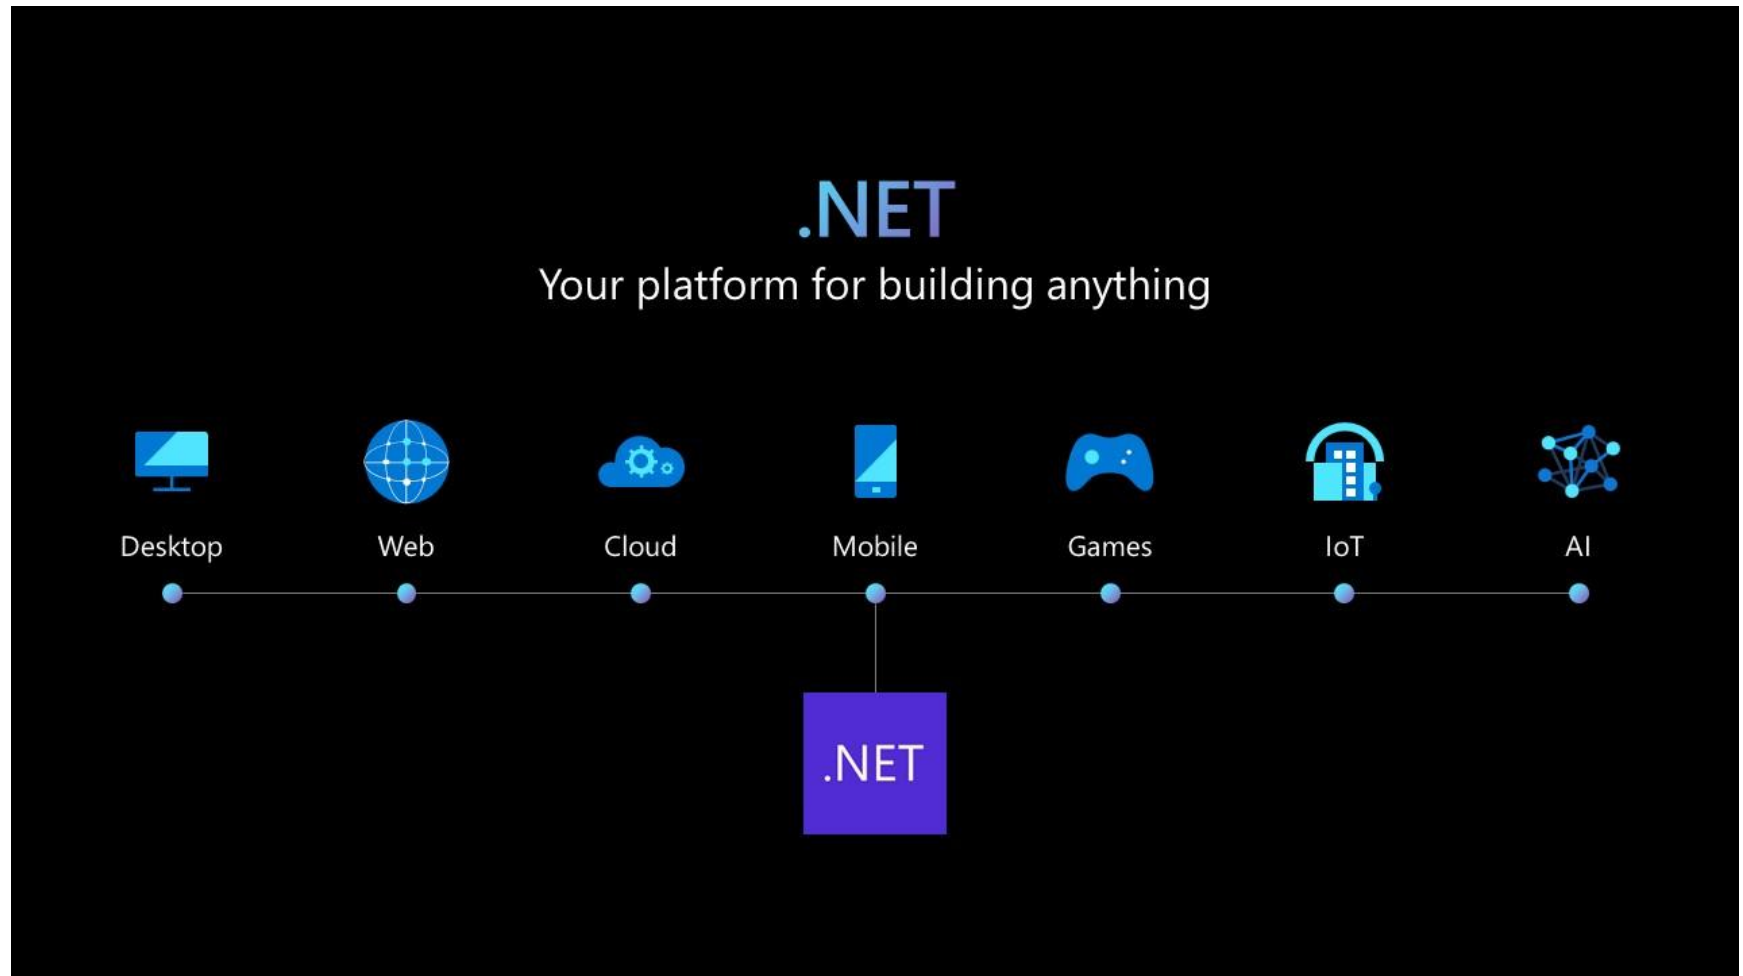 .NET
Your platform for building anything
Desktop
Web
Cloud
Mobile
Games
IoT
AI
.NET